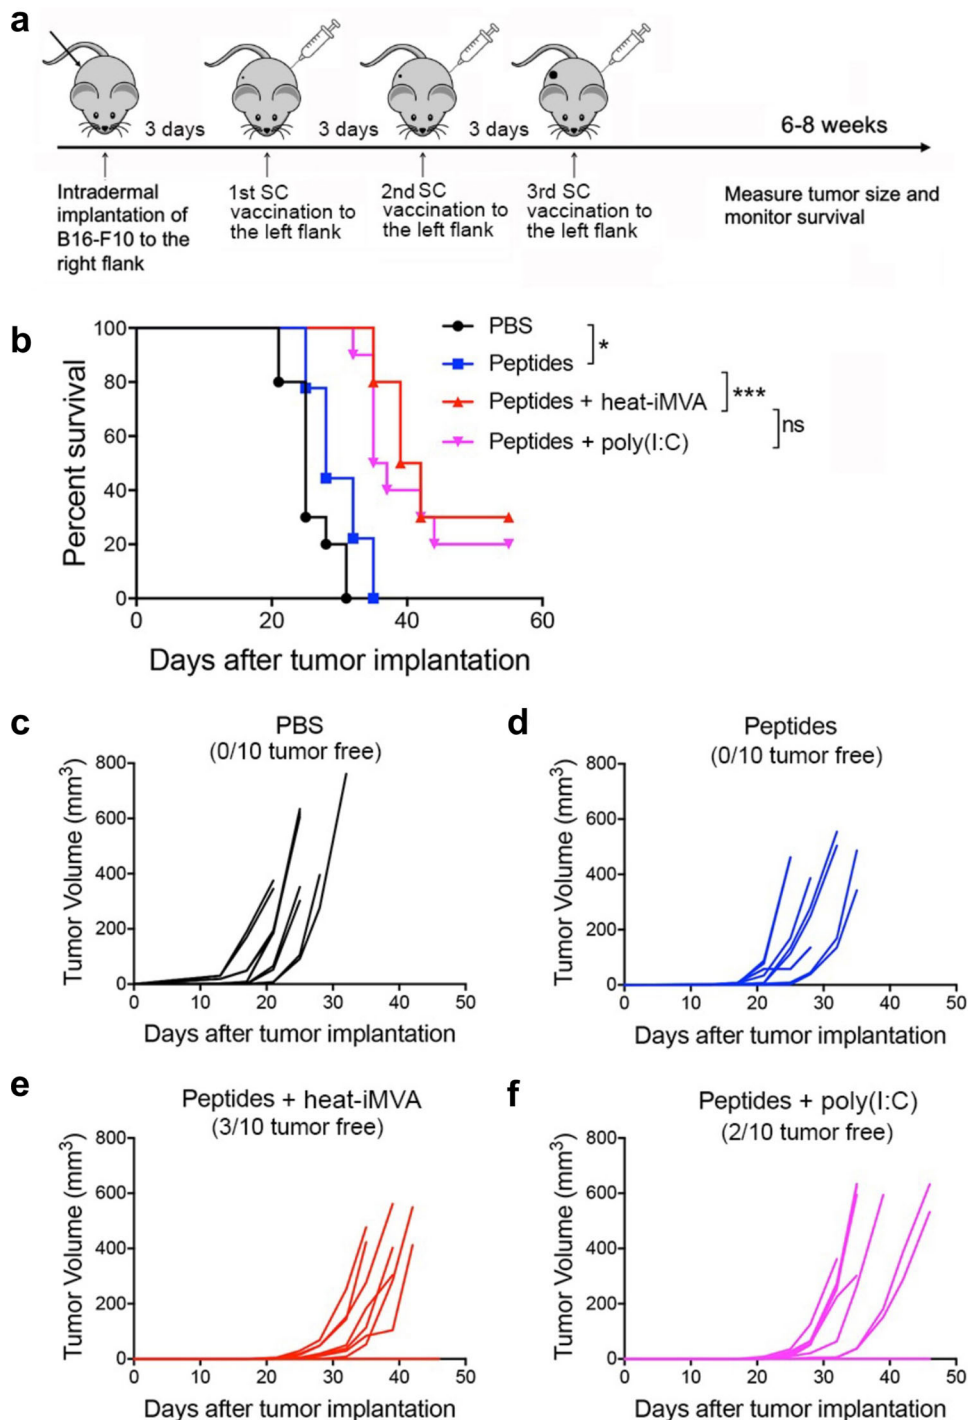 a
3 days
3 days
3 days
6-8 weeks
Intradermal
implantation of
B16-F10 to the
right flank
1st SC
vaccination to
the left flank
2nd SC
vaccination to
the left flank
3rd SC
vaccination to
the left flank
Measure tumor size and
monitor survival
b
Percent survival
100
80
60
40
20
0
0 20 40 60
Days after tumor implantation
PBS
Peptides
Peptides + heat-iMVA
Peptides + poly(I:C)
*
***
ns
c
PBS
(0/10 tumor free)
Tumor Volume (mm³)
800
600
400
200
0
0 10 20 30 40 50
Days after tumor implantation
d
Peptides
(0/10 tumor free)
Tumor Volume (mm³)
800
600
400
200
0
0 10 20 30 40 50
Days after tumor implantation
e
Peptides + heat-iMVA
(3/10 tumor free)
Tumor Volume (mm³)
800
600
400
200
0
0 10 20 30 40 50
Days after tumor implantation
f
Peptides + poly(I:C)
(2/10 tumor free)
Tumor Volume (mm³)
800
600
400
200
0
0 10 20 30 40 50
Days after tumor implantation